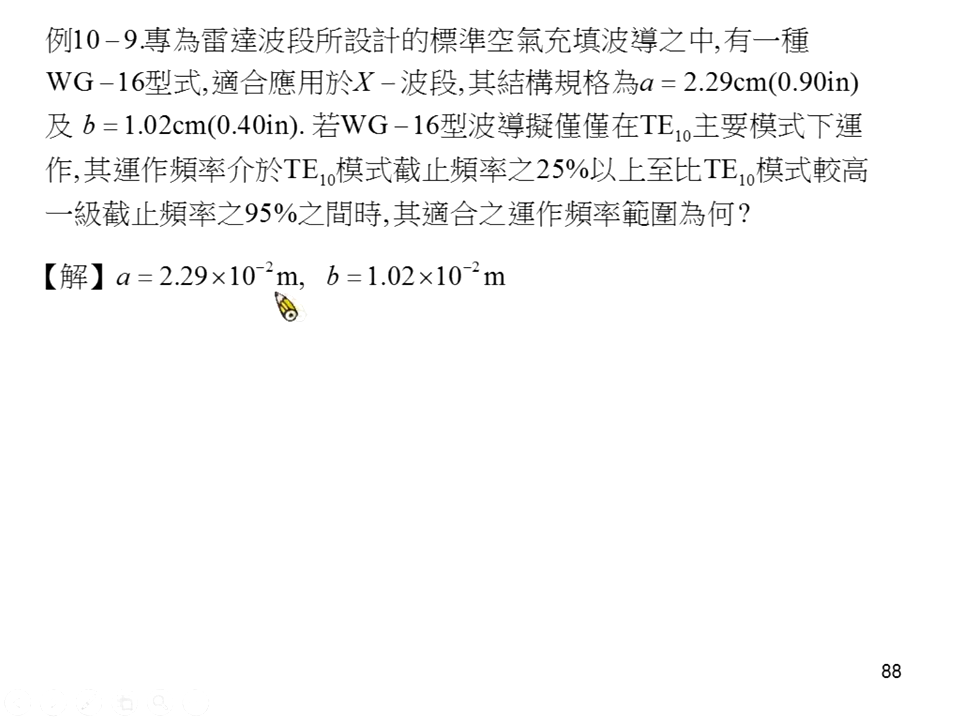 例10－9.專為雷達波段所設計的標準空氣充填波導之中,有一種
WG－16型式,適合應用於X－波段,其結構規格為a = 2.29cm(0.90in)
及 b = 1.02cm(0.40in). 若WG－16型波導擬僅僅在TE₁₀主要模式下運
作,其運作頻率介於TE₁₀模式截止頻率之25%以上至比TE₁₀模式較高
一級截止頻率之95%之間時,其適合之運作頻率範圍為何?
【解】a = 2.29×10⁻²m, b = 1.02×10⁻²m
88